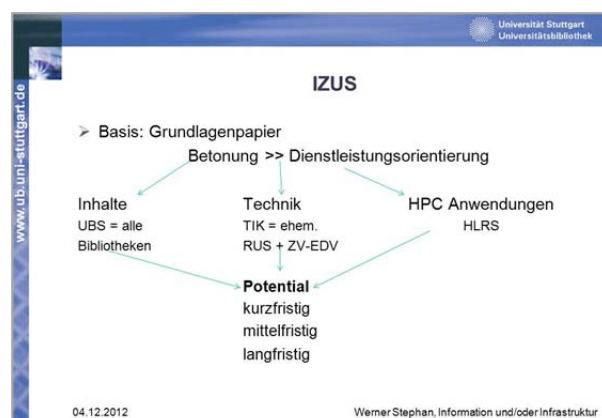 Universität Stuttgart
Universitätsbibliothek
www.ub.uni-stuttgart.de
IZUS
Basis: Grundlagenpapier
Betonung >> Dienstleistungsorientierung
Inhalte
UBS = alle
Bibliotheken
Technik
TIK = ehem.
RUS + ZV-EDV
HPC Anwendungen
HLRS
Potential
kurzfristig
mittelfristig
langfristig
04.12.2012
Werner Stephan, Information und/oder Infrastruktur